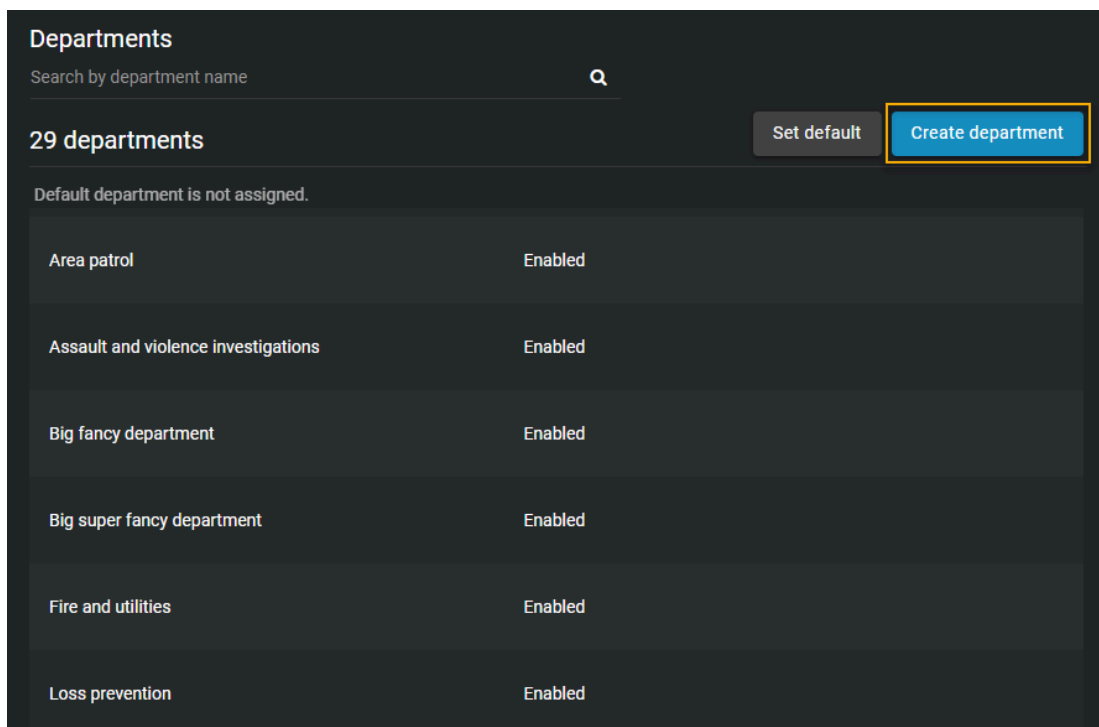 Departments
Search by department name
29 departments
Set default
Create department
Default department is not assigned.
Area patrol Enabled
Assault and violence investigations Enabled
Big fancy department Enabled
Big super fancy department Enabled
Fire and utilities Enabled
Loss prevention Enabled